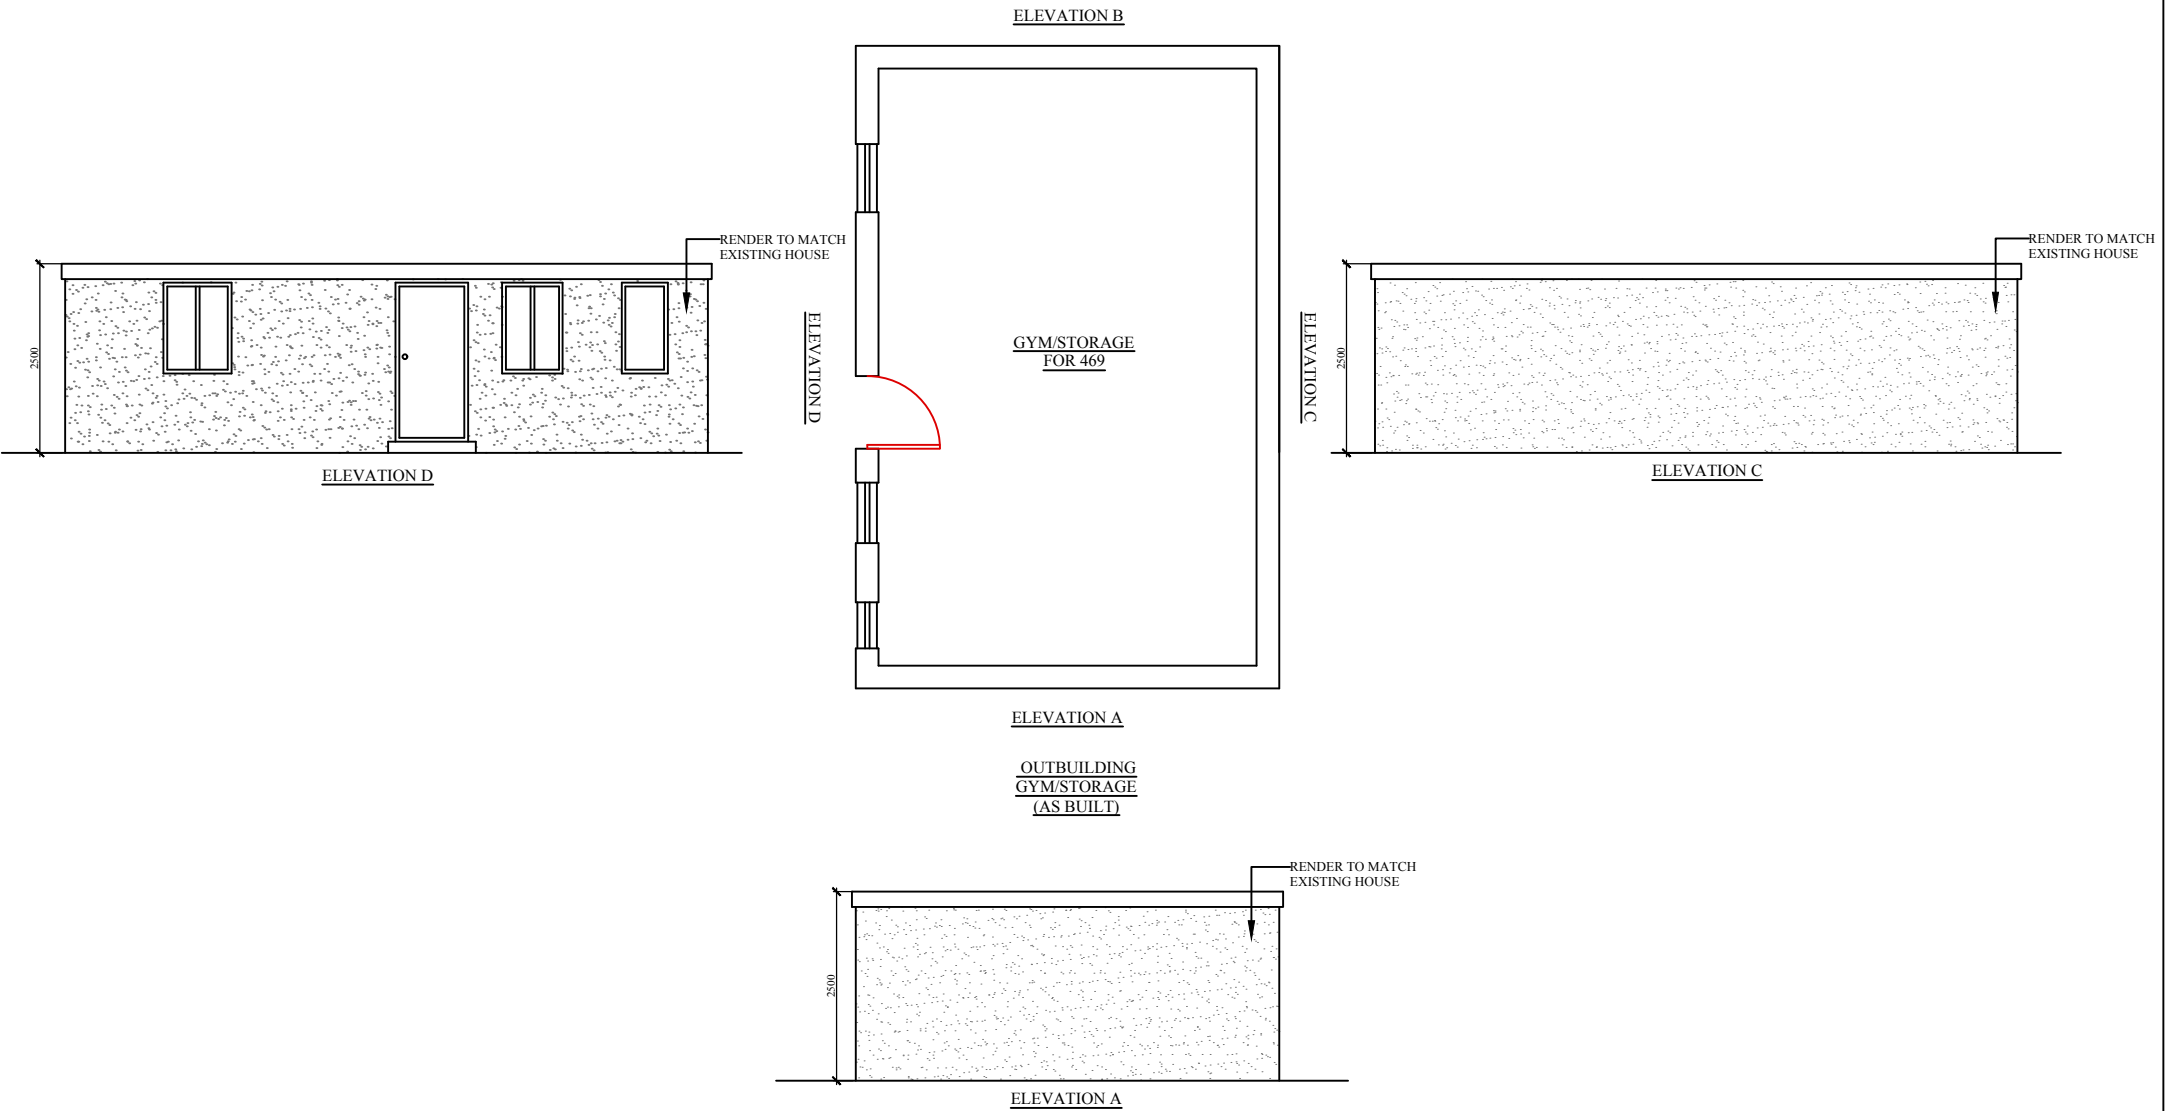 ELEVATION B
RENDER TO MATCH
EXISTING HOUSE
2500
ELEVATION D
ELEVATION D
GYM/STORAGE
FOR 469
ELEVATION C
RENDER TO MATCH
EXISTING HOUSE
2500
ELEVATION C
ELEVATION A
OUTBUILDING
GYM/STORAGE
(AS BUILT)
RENDER TO MATCH
EXISTING HOUSE
2500
ELEVATION A